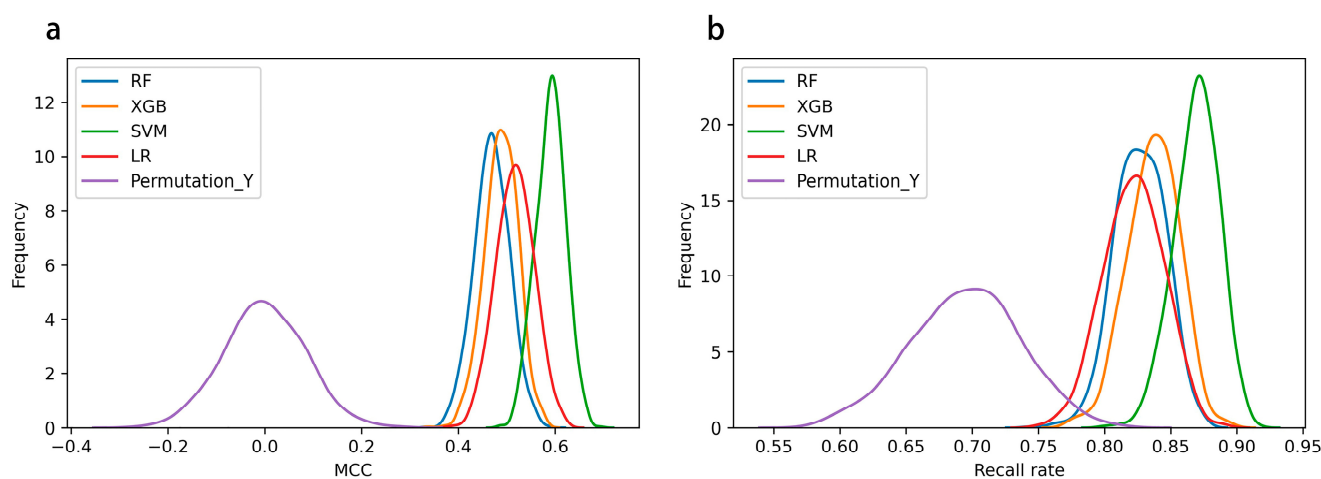 a
RF
XGB
SVM
LR
Permutation_Y
12
10
8
6
4
2
0
Frequency
−0.4 −0.2 0.0 0.2 0.4 0.6
MCC
b
RF
XGB
SVM
LR
Permutation_Y
20
15
10
5
0
Frequency
0.55 0.60 0.65 0.70 0.75 0.80 0.85 0.90 0.95
Recall rate